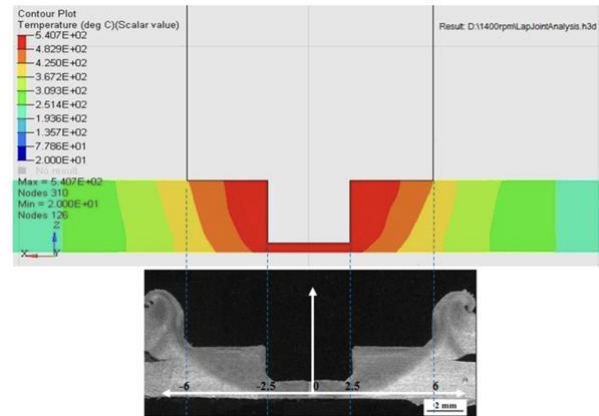 Contour Plot
Temperature (deg C)(Scalar value)
Result: D:\1400rpm\LapJointAnalysis.h3d
5.407E+02
4.829E+02
4.250E+02
3.672E+02
3.093E+02
2.514E+02
1.936E+02
1.357E+02
7.786E+01
2.000E+01
No result
Max = 5.407E+02
Nodes 310
Min = 2.000E+01
Nodes 126
Z
X
Y
-6
-2.5
0
2.5
6
2 mm